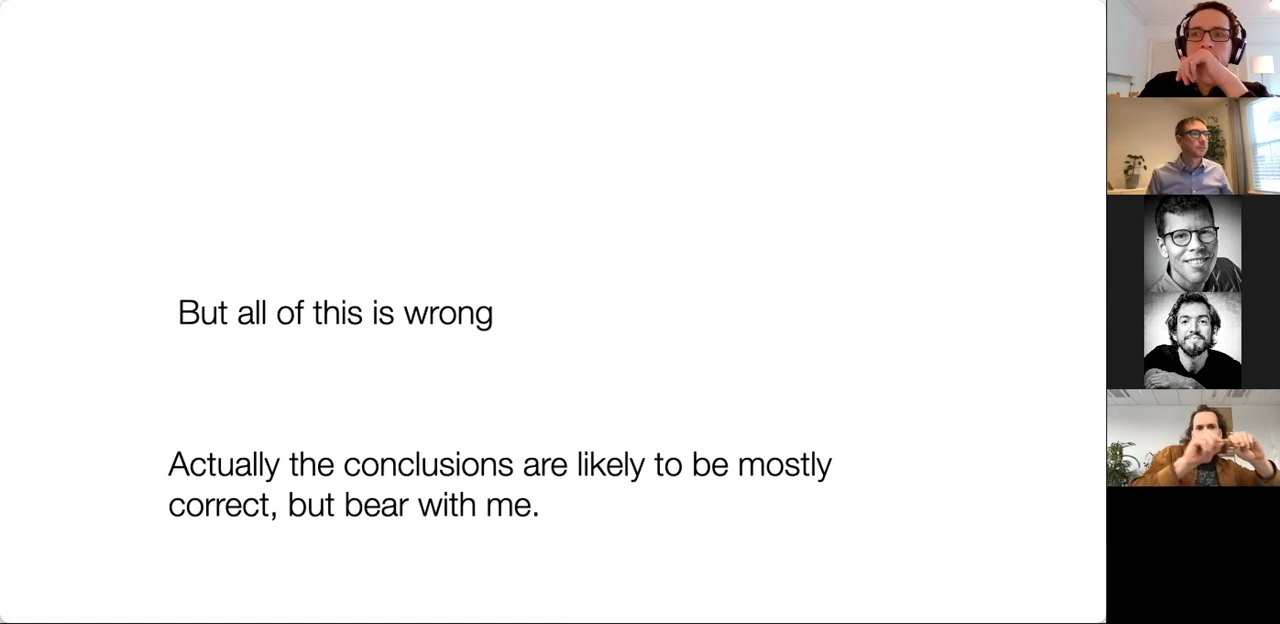 But all of this is wrong
Actually the conclusions are likely to be mostly
correct, but bear with me.